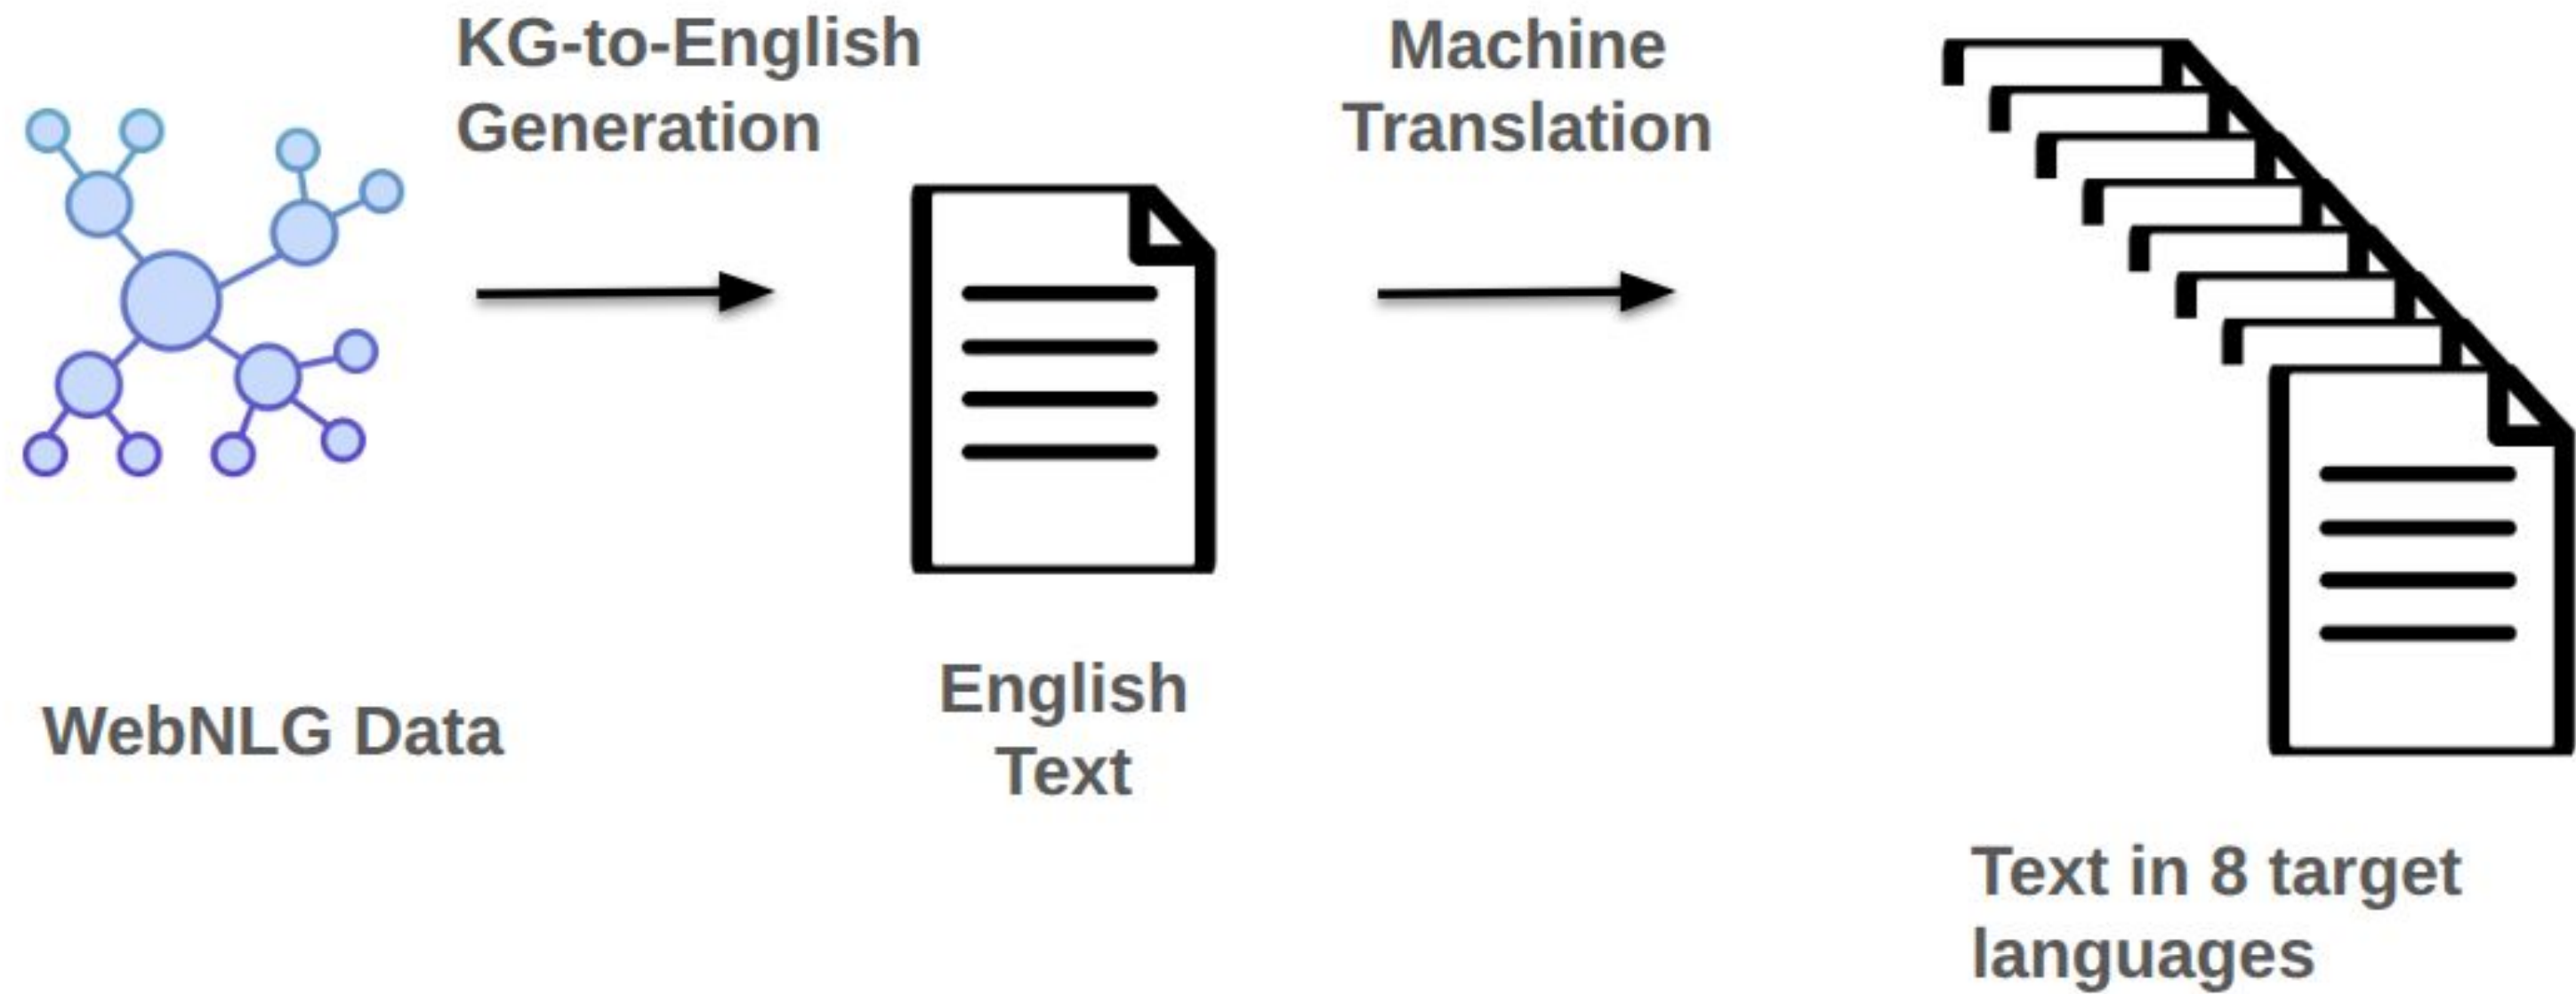 KG-to-English
Generation
Machine
Translation
WebNLG Data
English
Text
Text in 8 target
languages